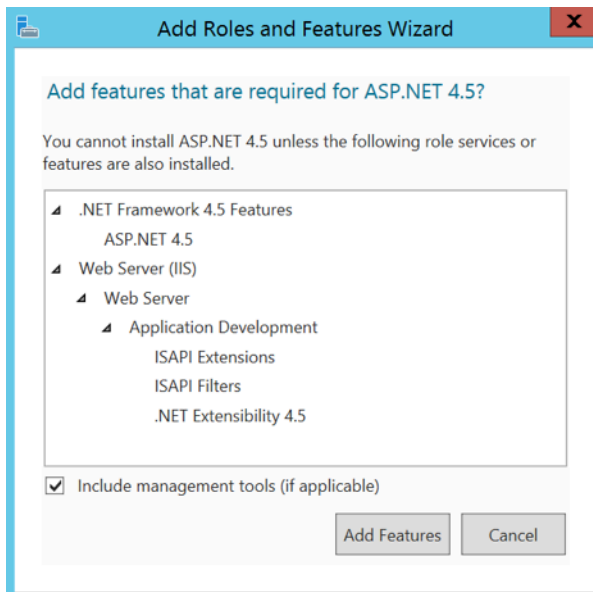 Add Roles and Features Wizard
x
Add features that are required for ASP.NET 4.5?
You cannot install ASP.NET 4.5 unless the following role services or
features are also installed.
.NET Framework 4.5 Features
ASP.NET 4.5
Web Server (IIS)
Web Server
Application Development
ISAPI Extensions
ISAPI Filters
.NET Extensibility 4.5
Include management tools (if applicable)
Add Features Cancel